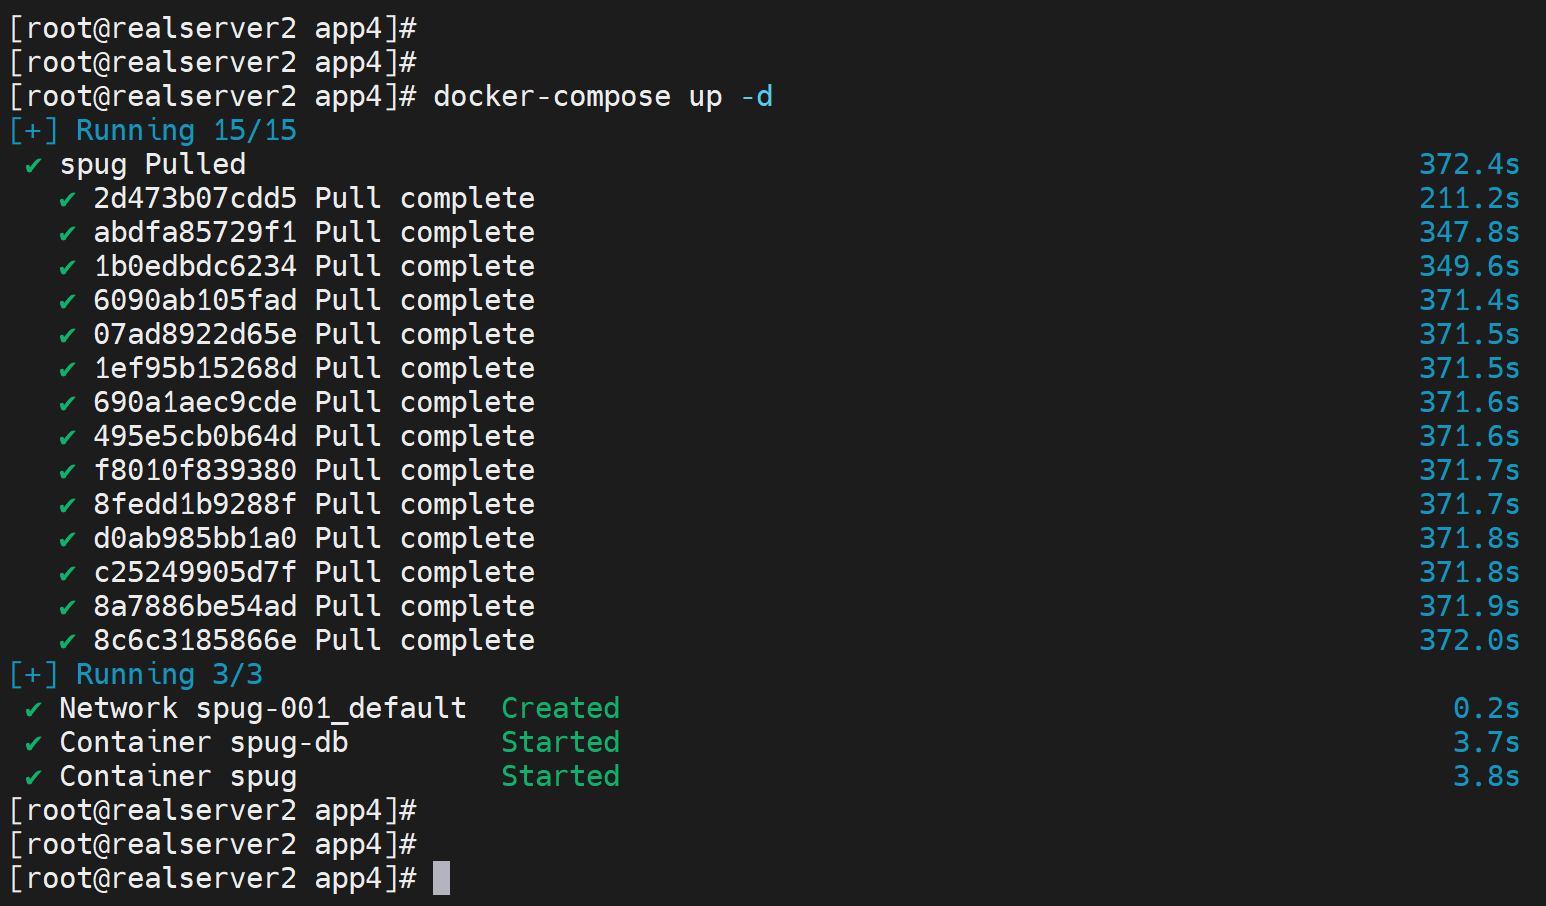 [root@realserver2 app4]#
[root@realserver2 app4]#
[root@realserver2 app4]# docker-compose up -d
[+] Running 15/15
✔ spug Pulled 372.4s
✔ 2d473b07cdd5 Pull complete 211.2s
✔ abdfa85729f1 Pull complete 347.8s
✔ 1b0edbdc6234 Pull complete 349.6s
✔ 6090ab105fad Pull complete 371.4s
✔ 07ad8922d65e Pull complete 371.5s
✔ 1ef95b15268d Pull complete 371.5s
✔ 690a1aec9cde Pull complete 371.6s
✔ 495e5cb0b64d Pull complete 371.6s
✔ f8010f839380 Pull complete 371.7s
✔ 8fedd1b9288f Pull complete 371.7s
✔ d0ab985bb1a0 Pull complete 371.8s
✔ c25249905d7f Pull complete 371.8s
✔ 8a7886be54ad Pull complete 371.9s
✔ 8c6c3185866e Pull complete 372.0s
[+] Running 3/3
✔ Network spug-001_default Created 0.2s
✔ Container spug-db Started 3.7s
✔ Container spug Started 3.8s
[root@realserver2 app4]#
[root@realserver2 app4]#
[root@realserver2 app4]#